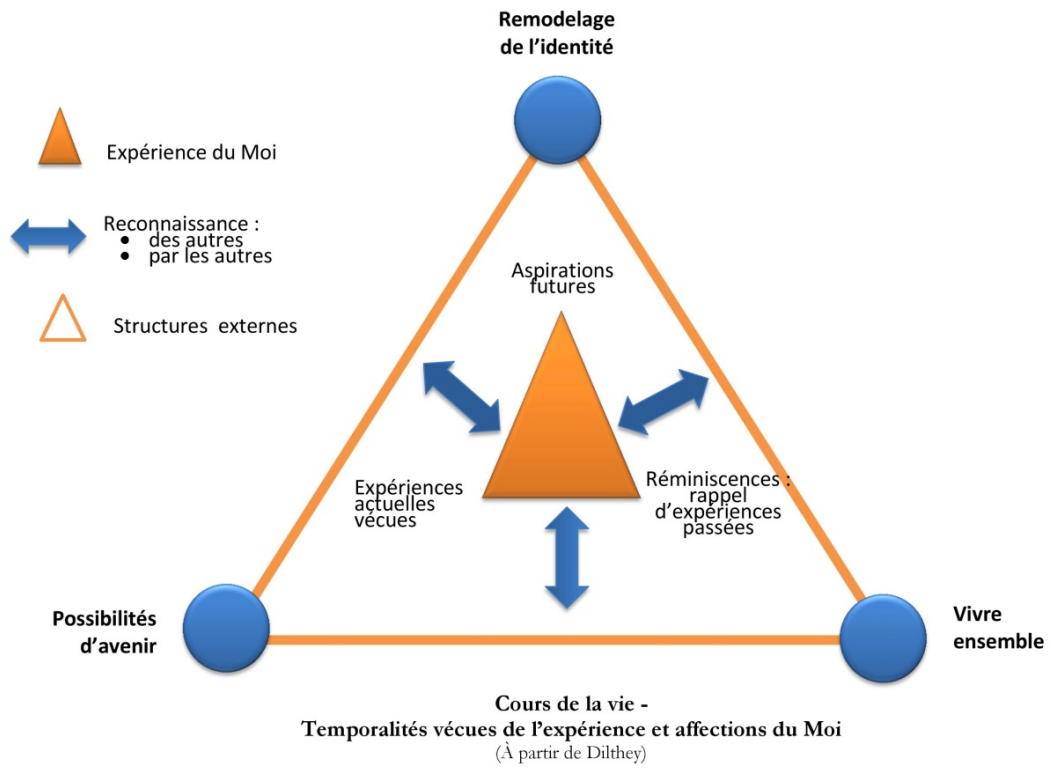 Remodelage
de l'identité
Expérience du Moi
Reconnaissance :
• des autres
• par les autres
Structures externes
Aspirations
futures
Expériences
actuelles
vécues
Réminiscences :
rappel
d'expériences
passées
Possibilités
d'avenir
Vivre
ensemble
Cours de la vie -
Temporalités vécues de l'expérience et affections du Moi
(À partir de Dilthey)